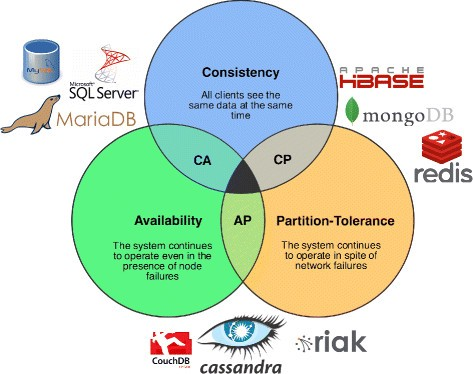 Consistency
All clients see the
same data at the same
time
MySQL
Microsoft
SQL Server
MariaDB
APACHE
HBASE
mongoDB
redis
CA
CP
AP
Availability
The system continues
to operate even in the
presence of node
failures
Partition-Tolerance
The system continues
to operate in spite of
network failures
CouchDB
cassandra
riak